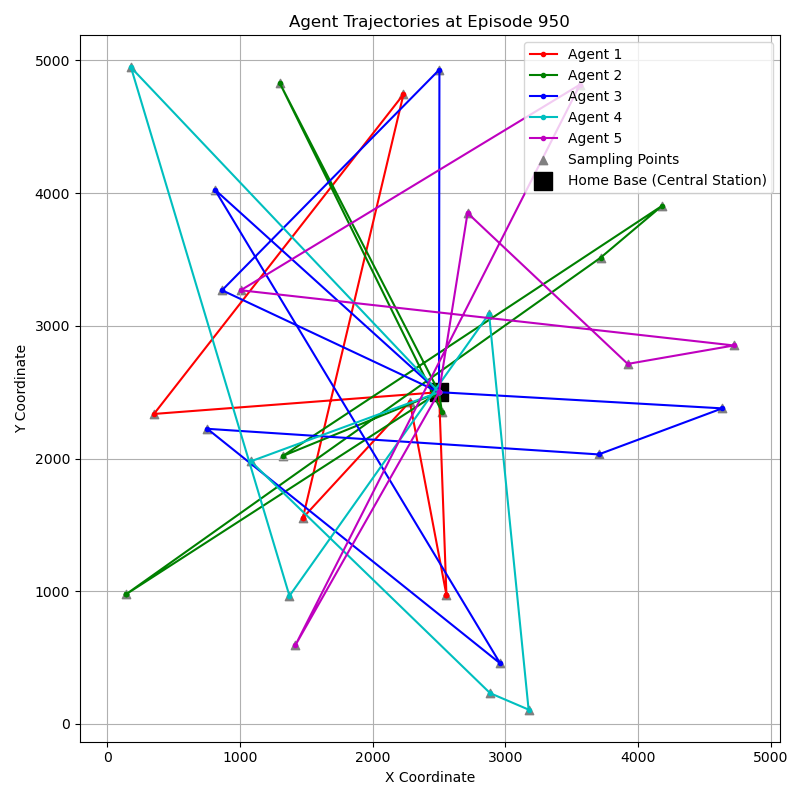 Agent Trajectories at Episode 950
Agent 1
Agent 2
Agent 3
Agent 4
Agent 5
Sampling Points
Home Base (Central Station)
5000
4000
3000
2000
1000
0
Y Coordinate
0 1000 2000 3000 4000 5000
X Coordinate